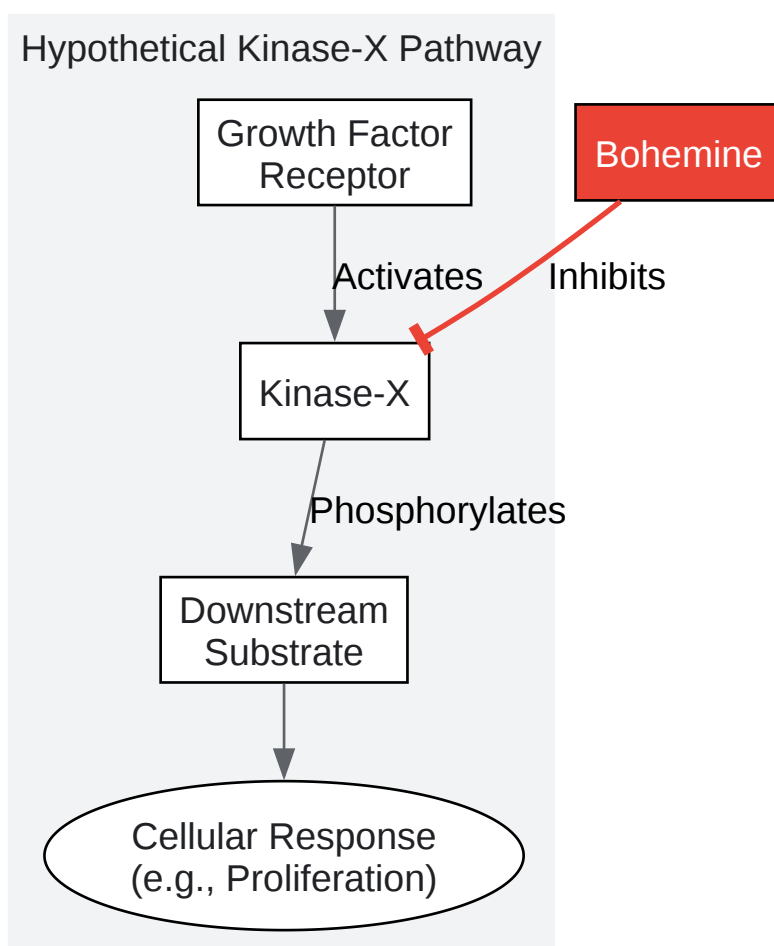 Hypothetical Kinase-X Pathway
Growth Factor
Receptor
Bohemine
Activates
Inhibits
Kinase-X
Phosphorylates
Downstream
Substrate
Cellular Response
(e.g., Proliferation)